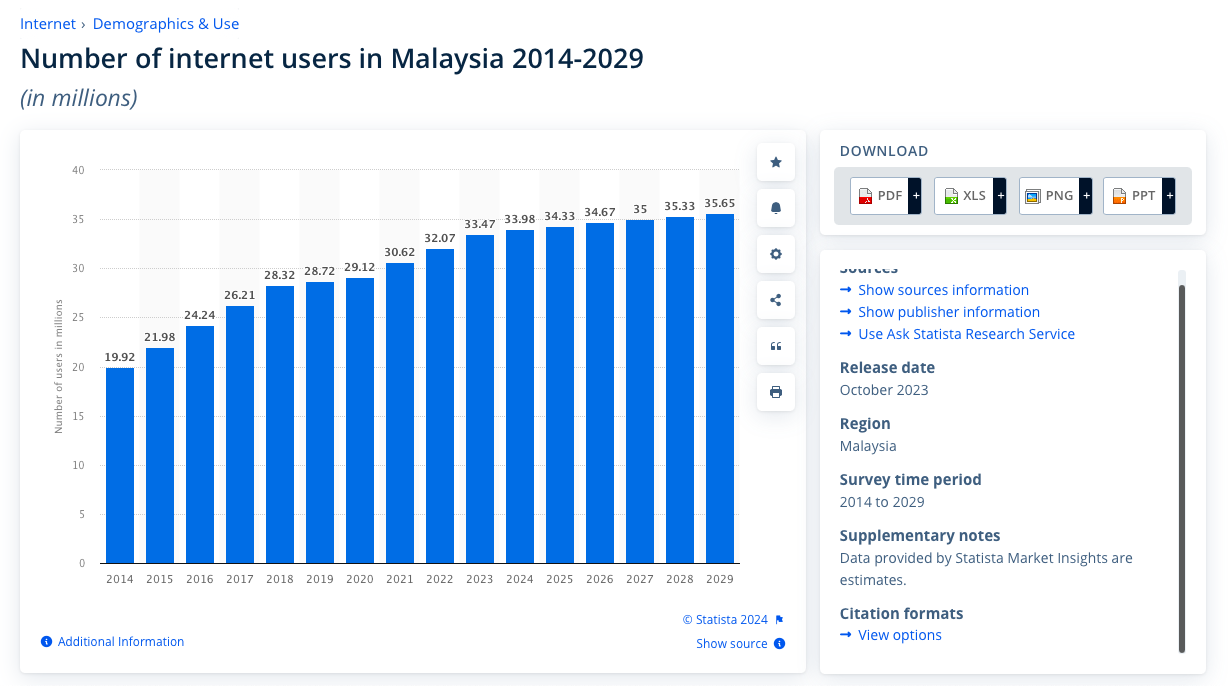 Internet › Demographics & Use
Number of internet users in Malaysia 2014-2029
(in millions)
40
35
30
25
20
15
10
5
0
Number of users in millions
19.92
21.98
24.24
26.21
28.32
28.72
29.12
30.62
32.07
33.47
33.98
34.33
34.67
35
35.33
35.65
2014 2015 2016 2017 2018 2019 2020 2021 2022 2023 2024 2025 2026 2027 2028 2029
© Statista 2024
Additional Information
Show source
DOWNLOAD
PDF + XLS + PNG + PPT +
Sources
Show sources information
Show publisher information
Use Ask Statista Research Service
Release date
October 2023
Region
Malaysia
Survey time period
2014 to 2029
Supplementary notes
Data provided by Statista Market Insights are
estimates.
Citation formats
View options